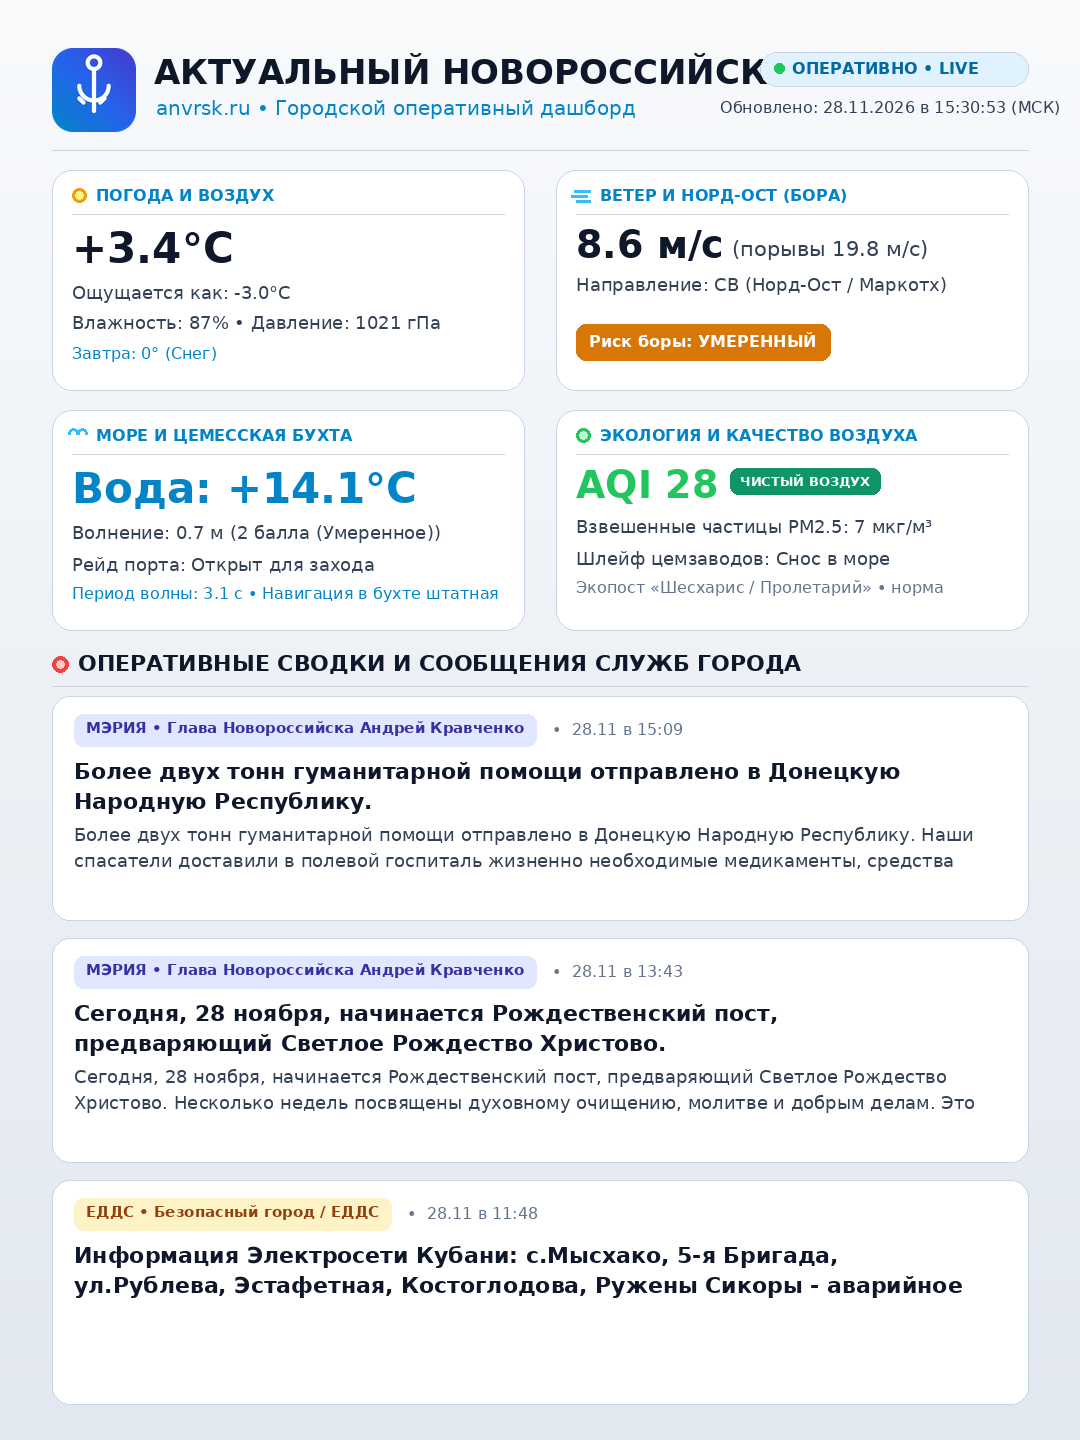 АКТУАЛЬНЫЙ НОВОРОССИЙСК
ОПЕРАТИВНО • LIVE
anvrsk.ru • Городской оперативный дашборд
Обновлено: 28.11.2026 в 15:30:53 (МСК)
ПОГОДА И ВОЗДУХ
+3.4°C
Ощущается как: -3.0°C
Влажность: 87% • Давление: 1021 гПа
Завтра: 0° (Снег)
ВЕТЕР И НОРД-ОСТ (БОРА)
8.6 м/с (порывы 19.8 м/с)
Направление: СВ (Норд-Ост / Маркотх)
Риск боры: УМЕРЕННЫЙ
МОРЕ И ЦЕМЕССКАЯ БУХТА
Вода: +14.1°C
Волнение: 0.7 м (2 балла (Умеренное))
Рейд порта: Открыт для захода
Период волны: 3.1 с • Навигация в бухте штатная
ЭКОЛОГИЯ И КАЧЕСТВО ВОЗДУХА
AQI 28 ЧИСТЫЙ ВОЗДУХ
Взвешенные частицы PM2.5: 7 мкг/м³
Шлейф цемзаводов: Снос в море
Экопост «Шесхарис / Пролетарий» • норма
ОПЕРАТИВНЫЕ СВОДКИ И СООБЩЕНИЯ СЛУЖБ ГОРОДА
МЭРИЯ • Глава Новороссийска Андрей Кравченко • 28.11 в 15:09
Более двух тонн гуманитарной помощи отправлено в Донецкую
Народную Республику.
Более двух тонн гуманитарной помощи отправлено в Донецкую Народную Республику. Наши
спасатели доставили в полевой госпиталь жизненно необходимые медикаменты, средства
МЭРИЯ • Глава Новороссийска Андрей Кравченко • 28.11 в 13:43
Сегодня, 28 ноября, начинается Рождественский пост,
предваряющий Светлое Рождество Христово.
Сегодня, 28 ноября, начинается Рождественский пост, предваряющий Светлое Рождество
Христово. Несколько недель посвящены духовному очищению, молитве и добрым делам. Это
ЕДДС • Безопасный город / ЕДДС • 28.11 в 11:48
Информация Электросети Кубани: с.Мысхако, 5-я Бригада,
ул.Рублева, Эстафетная, Костоглодова, Ружены Сикоры - аварийное